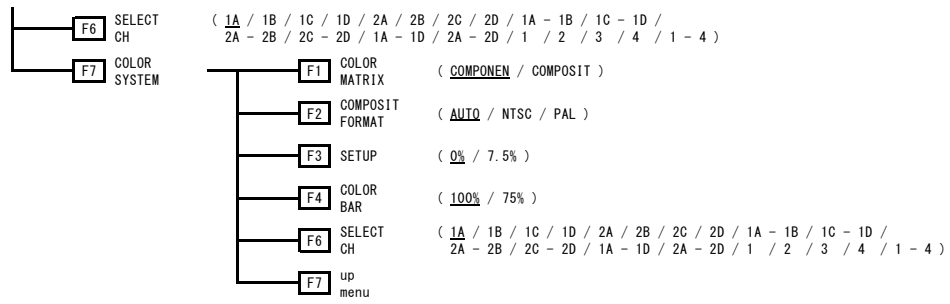 F6 SELECT CH ( 1A / 1B / 1C / 1D / 2A / 2B / 2C / 2D / 1A - 1B / 1C - 1D /
2A - 2B / 2C - 2D / 1A - 1D / 2A - 2D / 1 / 2 / 3 / 4 / 1 - 4 )
F7 COLOR SYSTEM
F1 COLOR MATRIX ( COMPONEN / COMPOSIT )
F2 COMPOSIT FORMAT ( AUTO / NTSC / PAL )
F3 SETUP ( 0% / 7.5% )
F4 COLOR BAR ( 100% / 75% )
F6 SELECT CH ( 1A / 1B / 1C / 1D / 2A / 2B / 2C / 2D / 1A - 1B / 1C - 1D /
2A - 2B / 2C - 2D / 1A - 1D / 2A - 2D / 1 / 2 / 3 / 4 / 1 - 4 )
F7 up menu